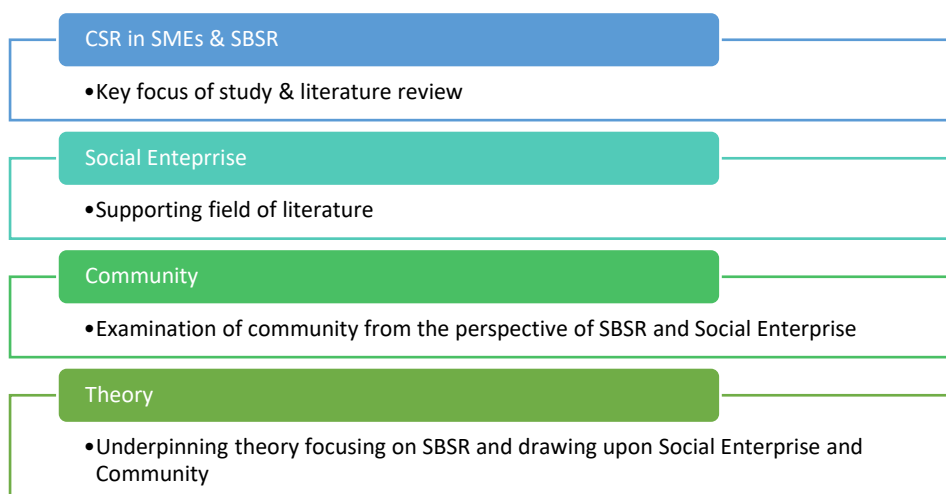 CSR in SMEs & SBSR
•Key focus of study & literature review
Social Enteprrise
•Supporting field of literature
Community
•Examination of community from the perspective of SBSR and Social Enterprise
Theory
•Underpinning theory focusing on SBSR and drawing upon Social Enterprise and
Community